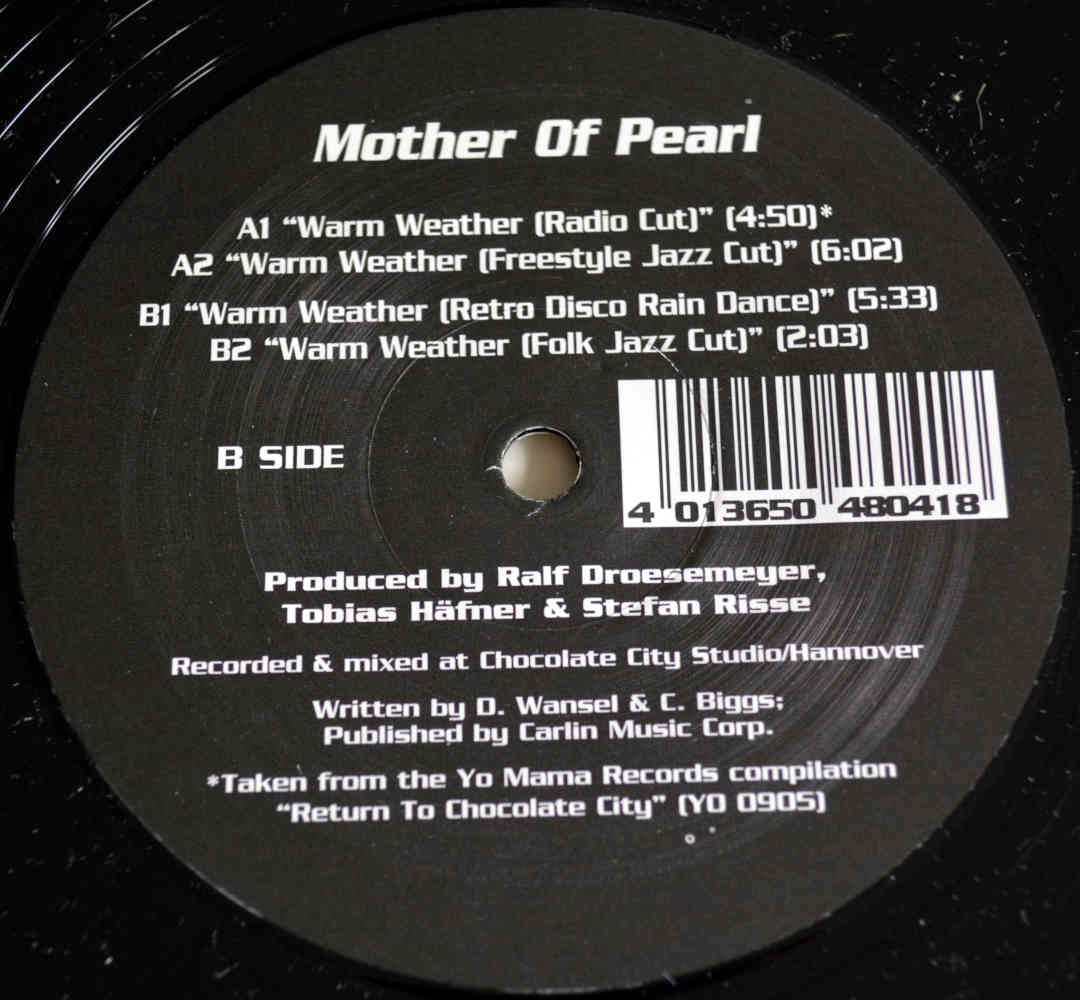 Mother Of Pearl
A1 “Warm Weather (Radio Cut)” (4:50)*
A2 “Warm Weather (Freestyle Jazz Cut)” (6:02)
B1 “Warm Weather (Retro Disco Rain Dance)” (5:33)
B2 “Warm Weather (Folk Jazz Cut)” (2:03)
B SIDE
4 013650 480418
Produced by Ralf Droesemeyer,
Tobias Häfner & Stefan Risse
Recorded & mixed at Chocolate City Studio/Hannover
Written by D. Wansel & C. Biggs;
Published by Carlin Music Corp.
*Taken from the Yo Mama Records compilation
“Return To Chocolate City” (YO 0905)